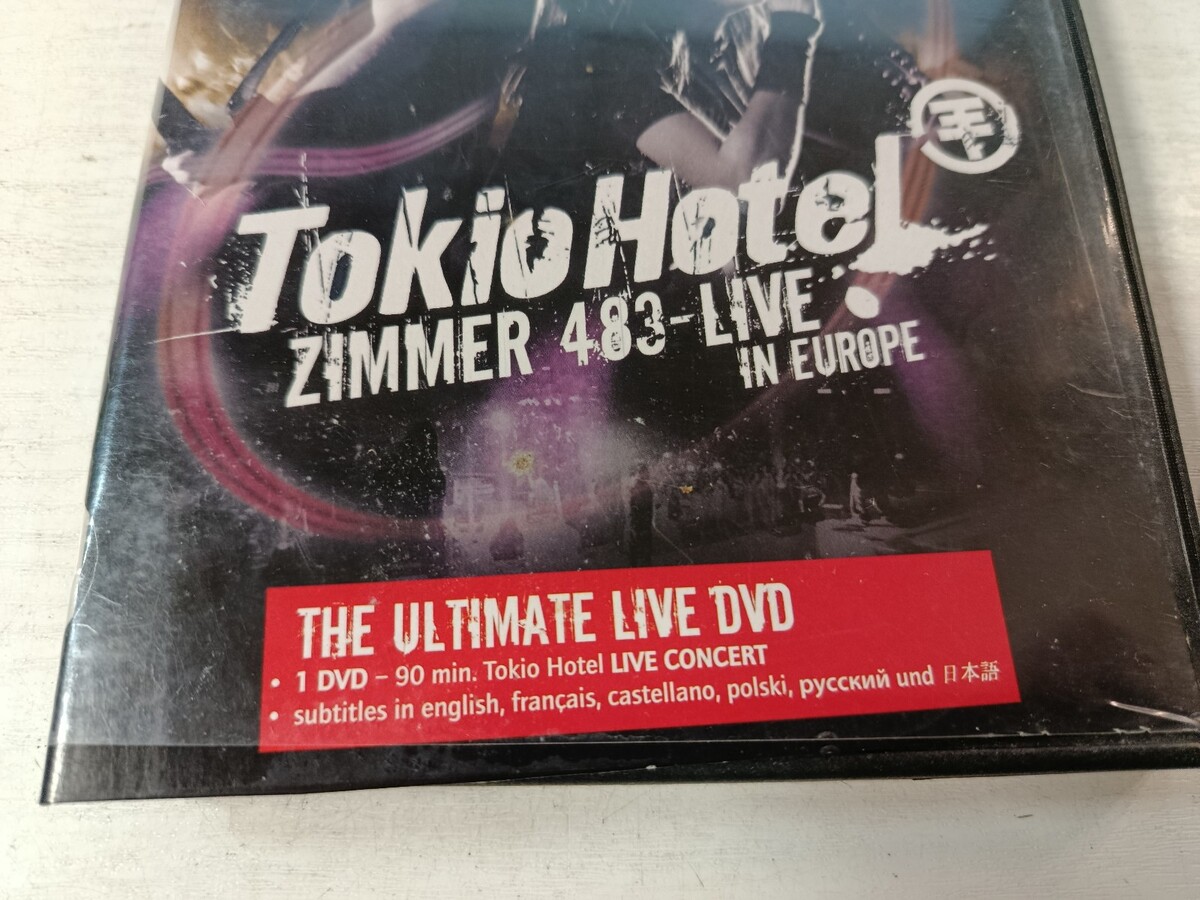 Tokio Hotel
ZIMMER 483-LIVE
IN EUROPE
THE ULTIMATE LIVE DVD
• 1 DVD – 90 min. Tokio Hotel LIVE CONCERT
• subtitles in english, français, castellano, polski, русский und 日本語